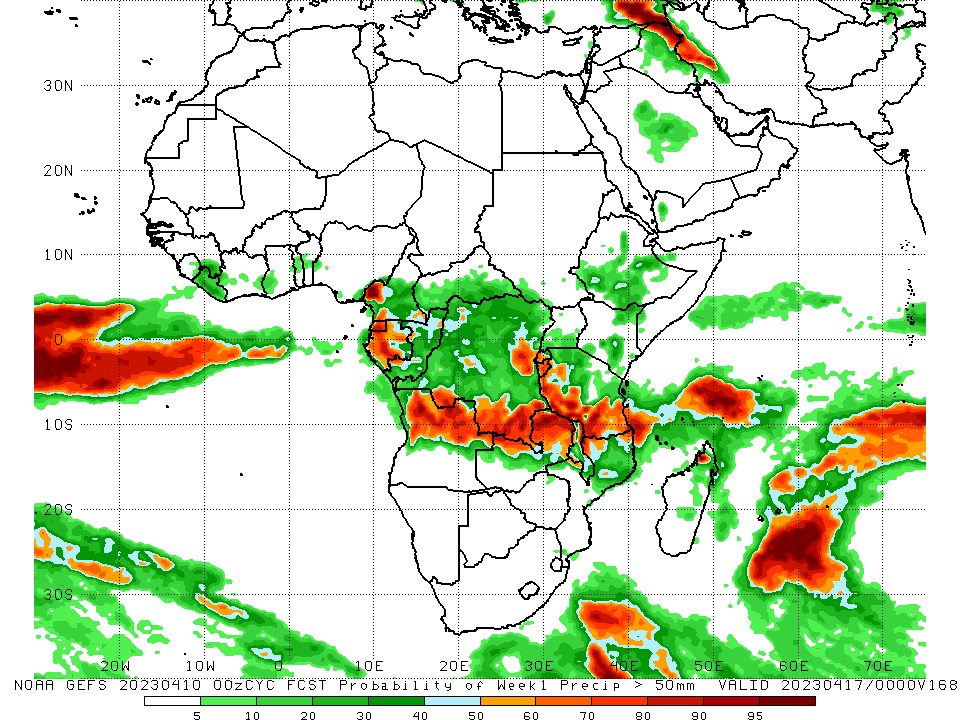 30N
20N
10N
0
10S
20S
30S
20W 10W 0 10E 20E 30E 40E 50E 60E 70E
NOAA GEFS 20230410 00zCYC FCST Probability of Week1 Precip > 50mm VALID 20230417/0000V168
5 10 20 30 40 50 60 70 80 90 95